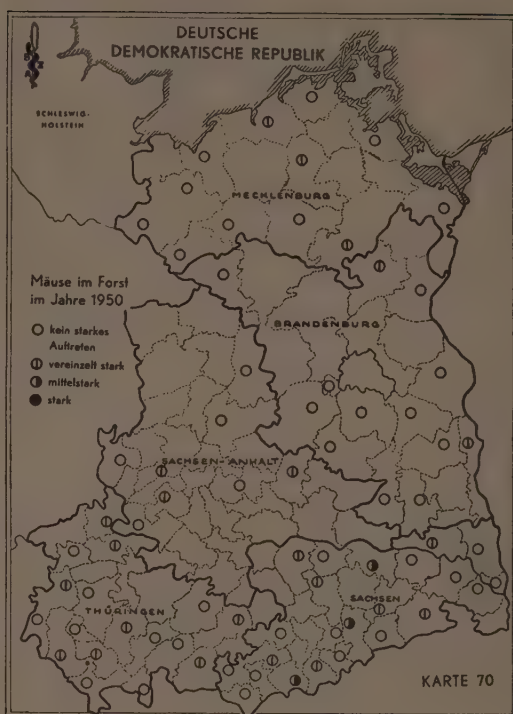 DEUTSCHE
DEMOKRATISCHE REPUBLIK
SCHLESWIG-
HOLSTEIN
MECKLENBURG
Mäuse im Forst
im Jahre 1950
kein starkes
Auftreten
vereinzelt stark
mittelstark
stark
BRANDENBURG
SACHSEN-ANHALT
THÜRINGEN
SACHSEN
KARTE 70